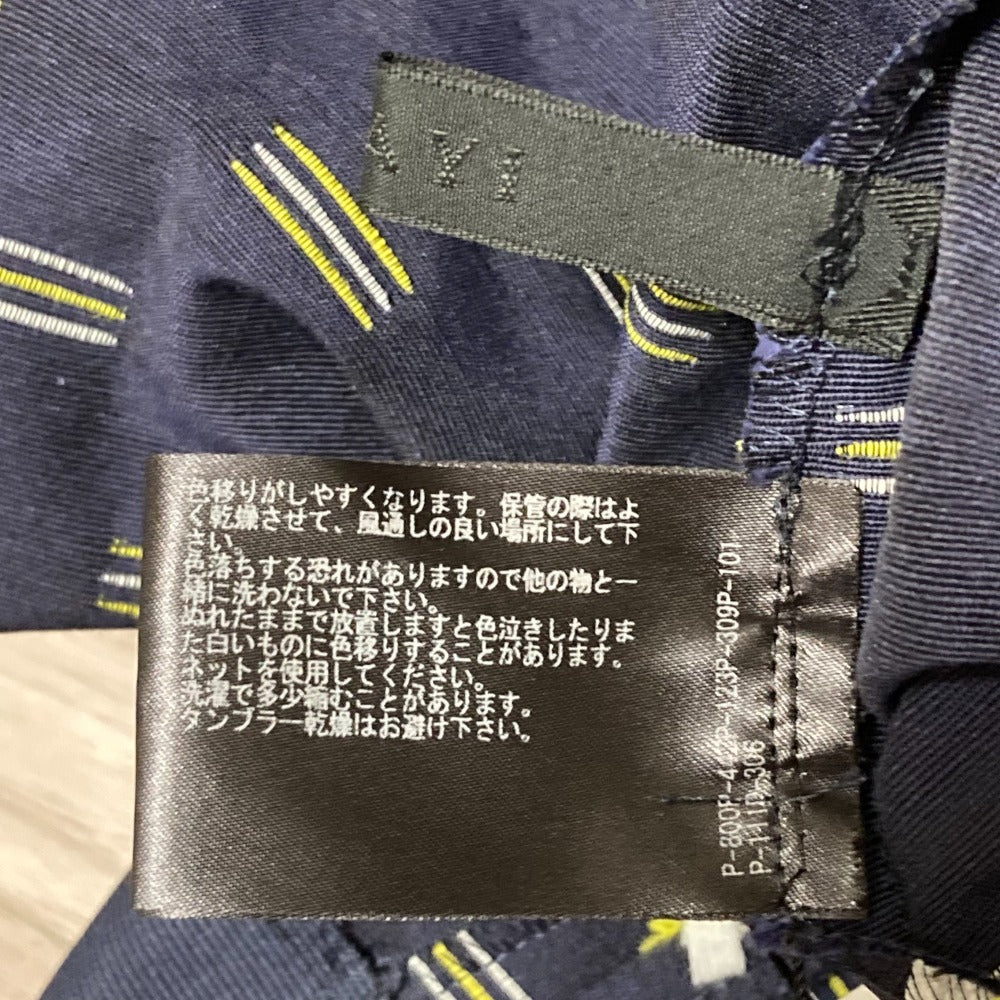 AYI
色移りがしやすくなります。保管の際はよ
く乾燥させて、風通しの良い場所にして下
さい。
色落ちする恐れがありますので他の物と一
緒に洗わないで下さい。
ぬれたままで放置しますと色泣きしたりま
た白いものに色移りすることがあります。
ネットを使用してください。
洗濯で多少縮むことがあります。
タンブラー乾燥はお避け下さい。
P-123P-309P-101